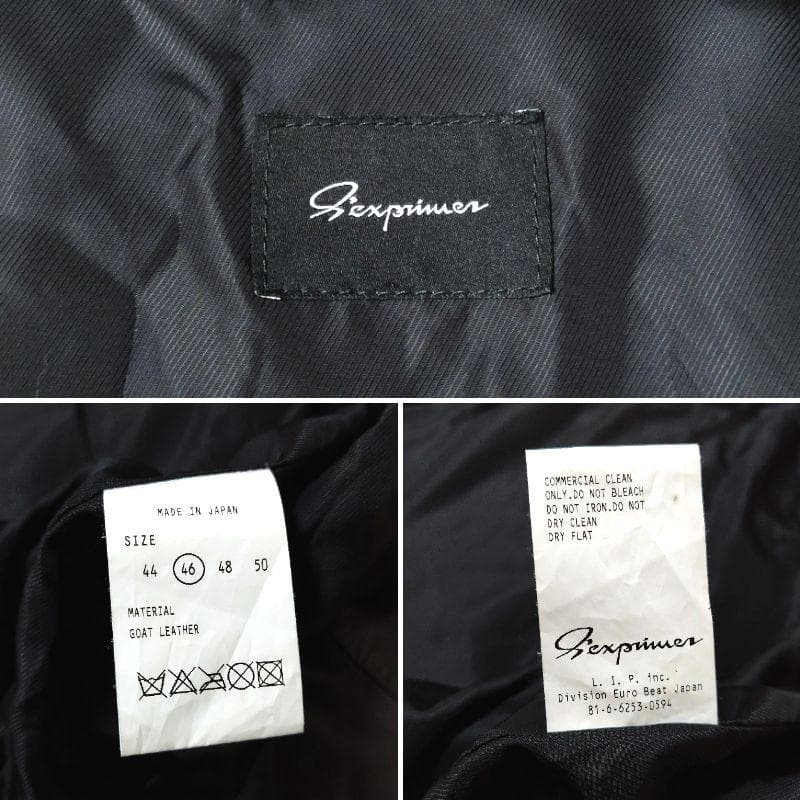 S'exprimer
MADE IN JAPAN
SIZE
44 46 48 50
MATERIAL
GOAT LEATHER
COMMERCIAL CLEAN
ONLY.DO NOT BLEACH
DO NOT IRON.DO NOT
DRY CLEAN
DRY FLAT
S'exprimer
L. I. P. inc.
Division Euro Beat Japan
81-6-6253-0594